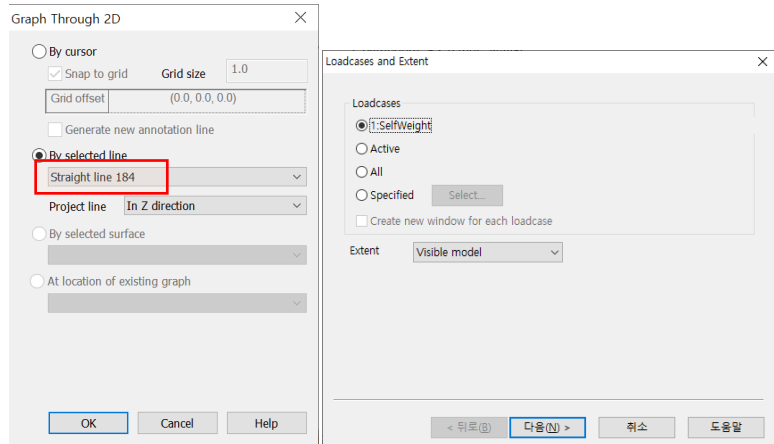 Graph Through 2D
By cursor
Snap to grid Grid size 1.0
Grid offset (0.0, 0.0, 0.0)
Generate new annotation line
By selected line
Straight line 184
Project line In Z direction
By selected surface
At location of existing graph
OK Cancel Help
Loadcases and Extent
Loadcases
1:SelfWeight
Active
All
Specified Select...
Create new window for each loadcase
Extent Visible model
< 뒤로(B) 다음(N) > 취소 도움말